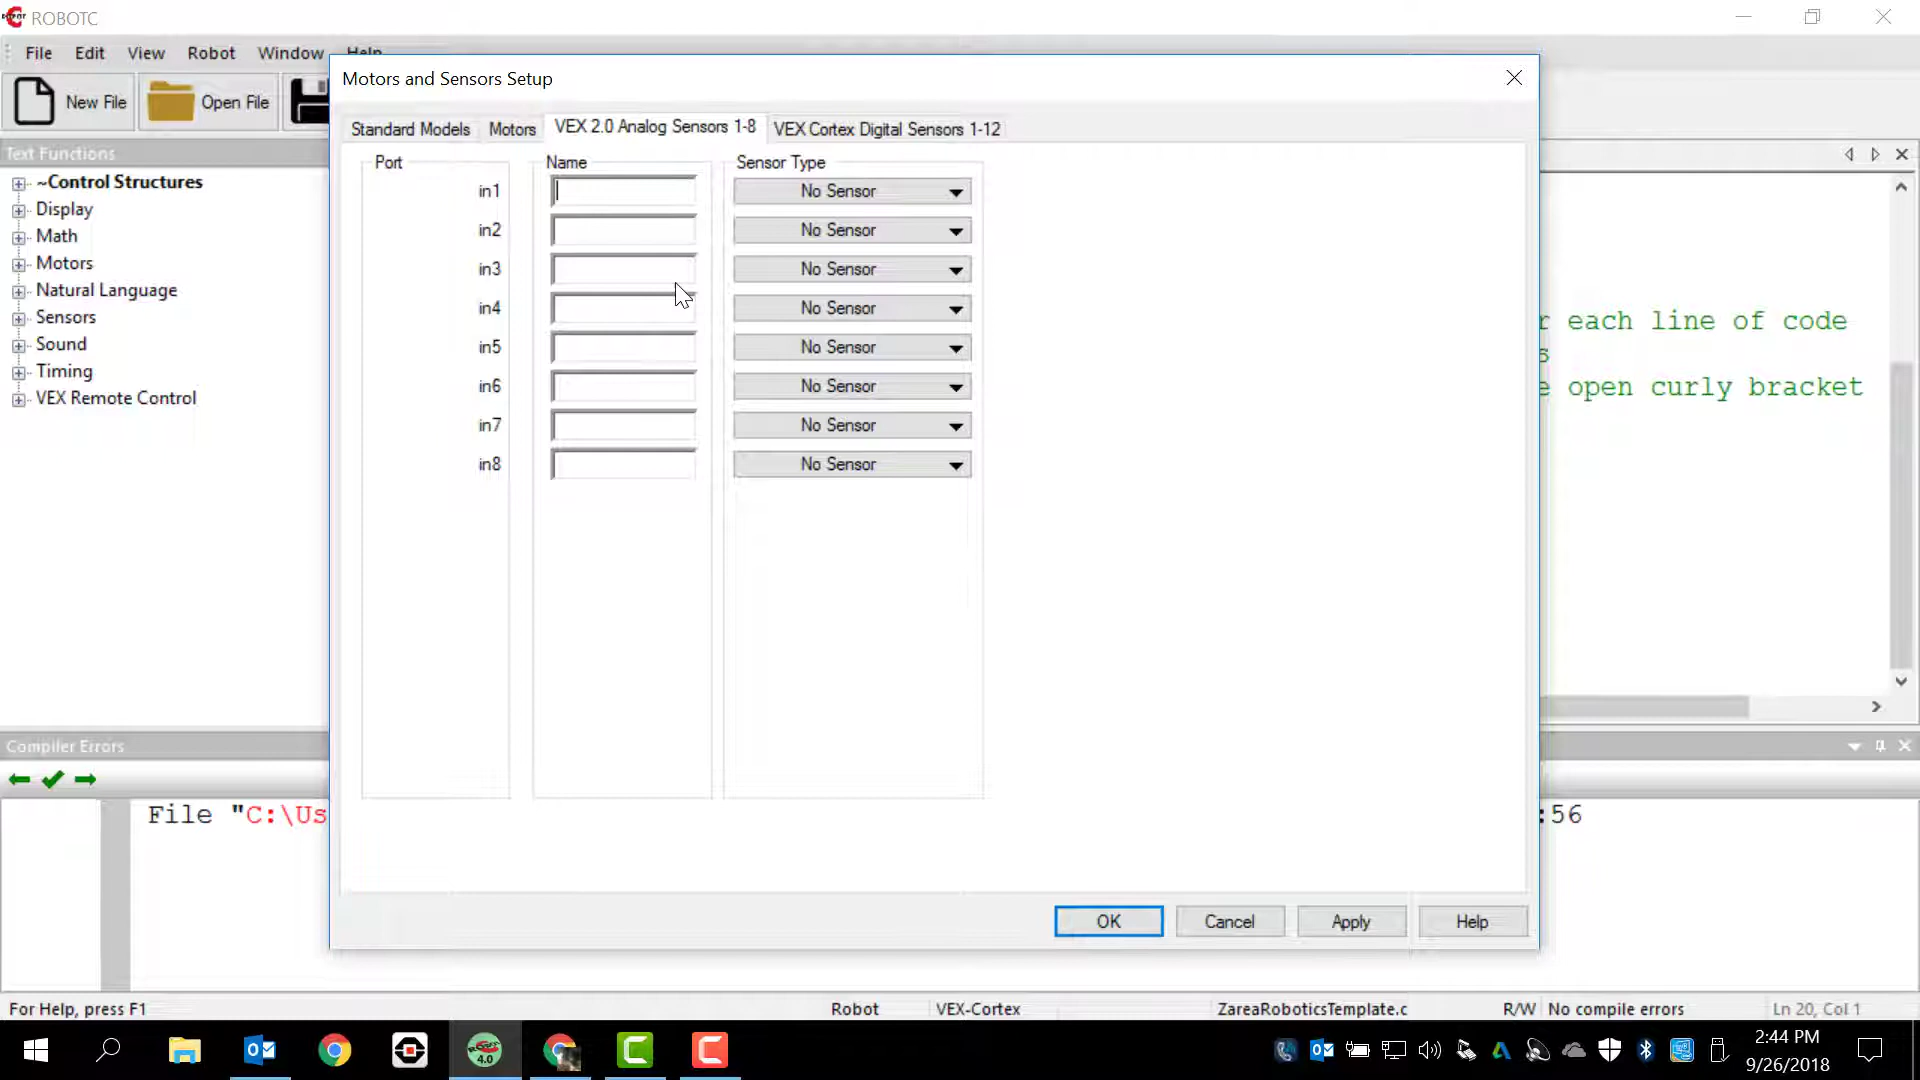 ROBOTC
File Edit View Robot Window Help
New File Open File
Motors and Sensors Setup
Standard Models Motors VEX 2.0 Analog Sensors 1-8 VEX Cortex Digital Sensors 1-12
Text Functions
~Control Structures
Display
Math
Motors
Natural Language
Sensors
Sound
Timing
VEX Remote Control
Port Name Sensor Type
in1 No Sensor
in2 No Sensor
in3 No Sensor
in4 No Sensor
in5 No Sensor
in6 No Sensor
in7 No Sensor
in8 No Sensor
r each line of code
s
e open curly bracket
Compiler Errors
File "C:\Us
:56
OK Cancel Apply Help
For Help, press F1 Robot VEX-Cortex ZareaRoboticsTemplate.c R/W No compile errors Ln 20, Col 1
4.0
2:44 PM
9/26/2018